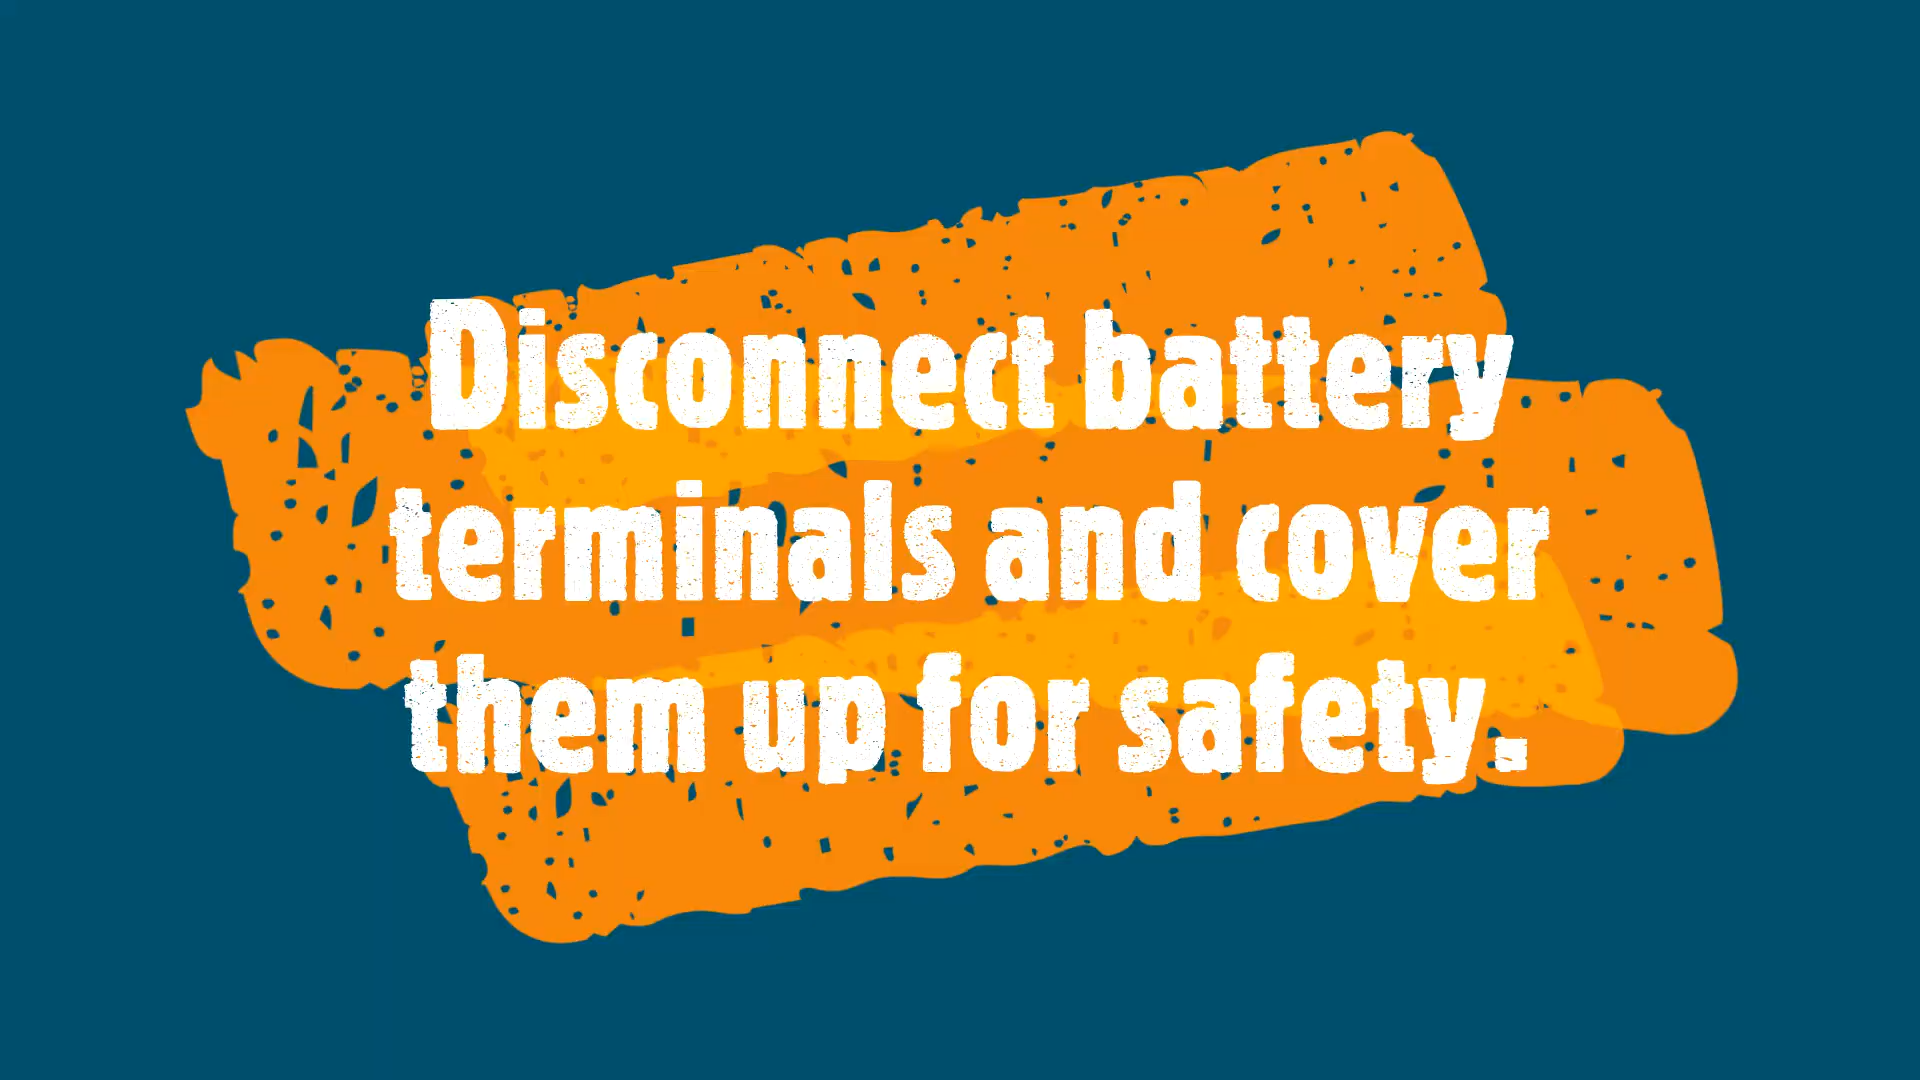 Disconnect battery
terminals and cover
them up for safety.